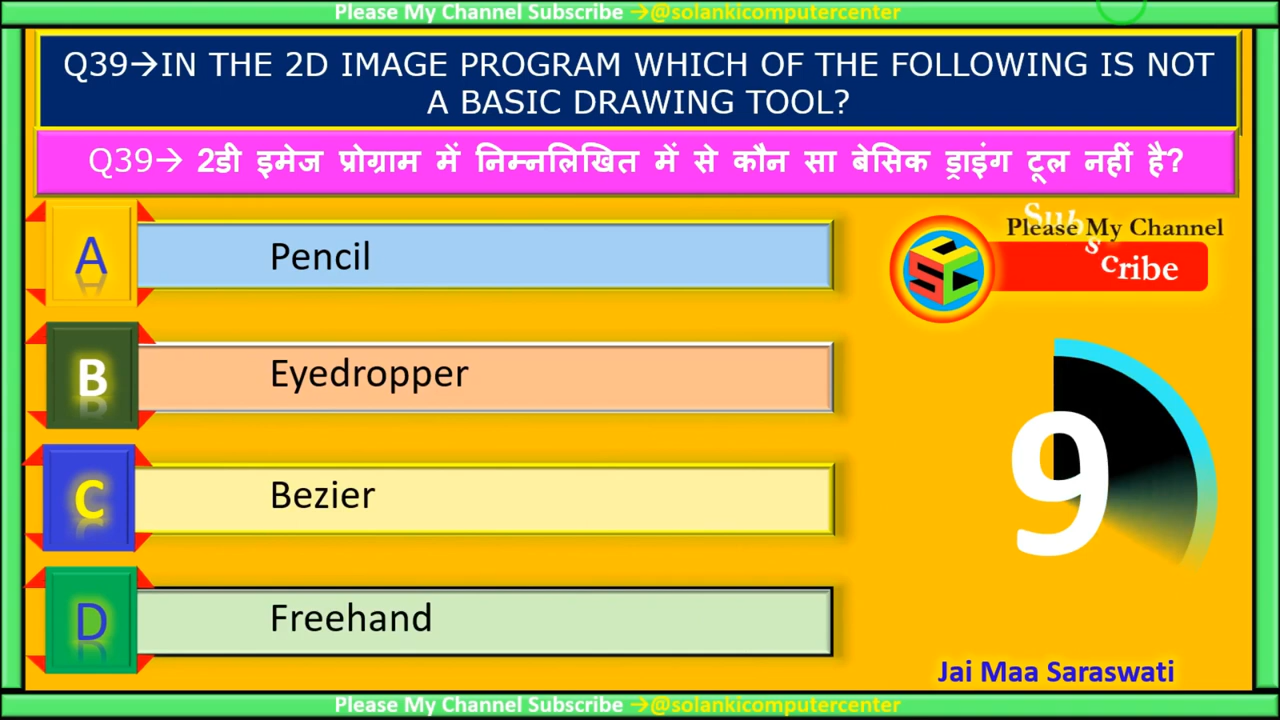 Please My Channel Subscribe →@solankicomputercenter
Q39→IN THE 2D IMAGE PROGRAM WHICH OF THE FOLLOWING IS NOT
A BASIC DRAWING TOOL?
Q39→ 2डी इमेज प्रोग्राम में निम्नलिखित में से कौन सा बेसिक ड्राइंग टूल नहीं है?
A Pencil
B Eyedropper
C Bezier
D Freehand
Please My Channel
Subscribe
SCC
9
Jai Maa Saraswati
Please My Channel Subscribe →@solankicomputercenter